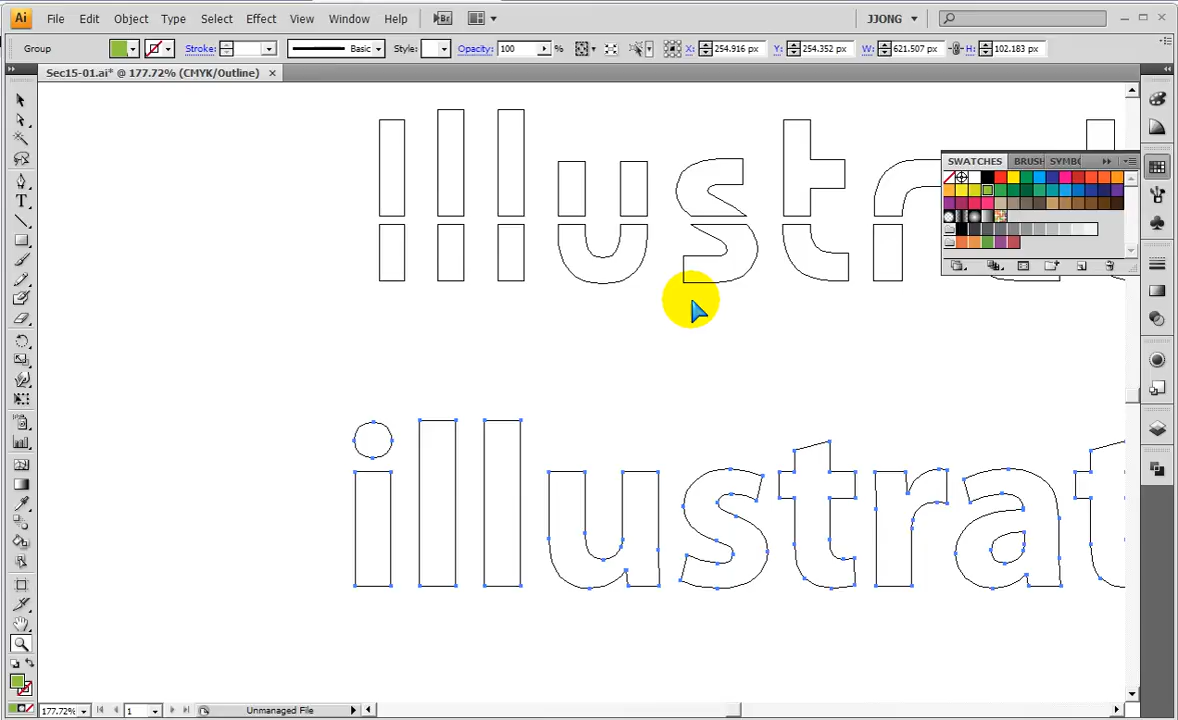 Ai File Edit Object Type Select Effect View Window Help Br JJONG
Group Stroke: Basic Style: Opacity: 100 % X: 254.916 px Y: 254.352 px W: 621.507 px H: 102.183 px
Sec15-01.ai* @ 177.72% (CMYK/Outline)
Illustr
SWATCHES BRUSH SYMBO
illustrat
177.72% 1 Unmanaged File